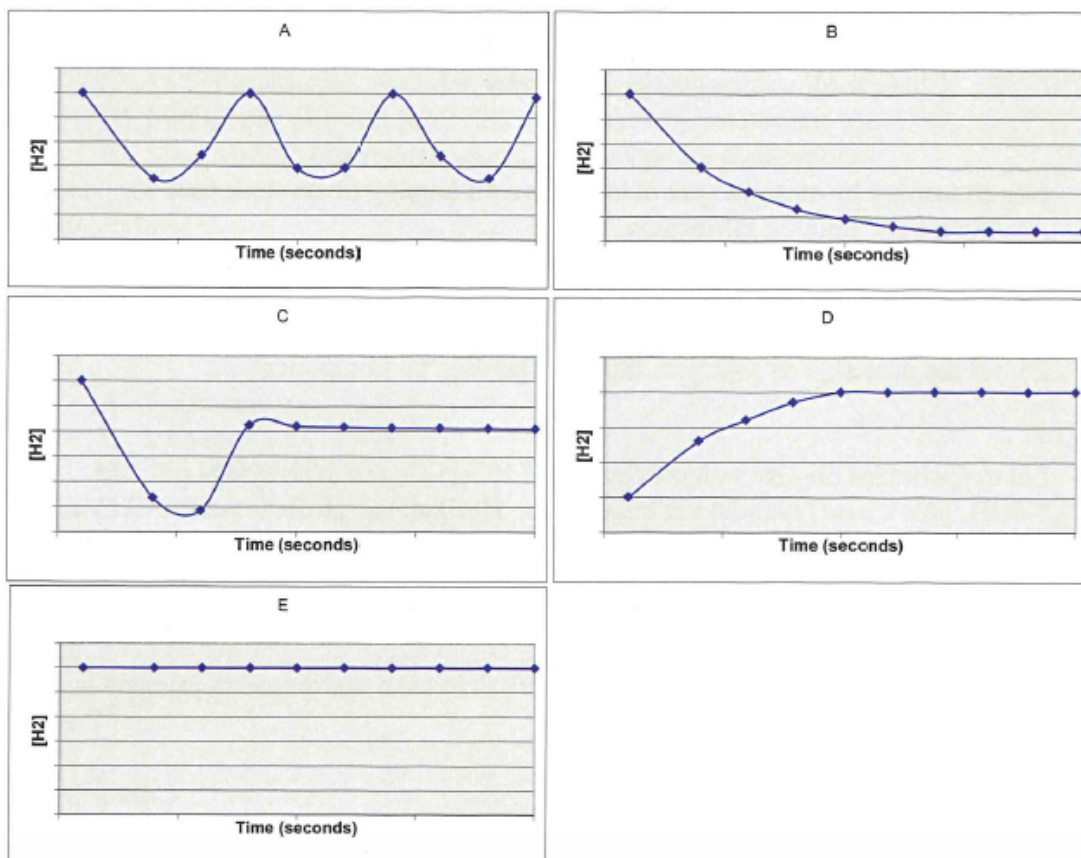 A
[H2]
Time (seconds)
B
[H2]
Time (seconds)
C
[H2]
Time (seconds)
D
[H2]
Time (seconds)
E
[H2]
Time (seconds)